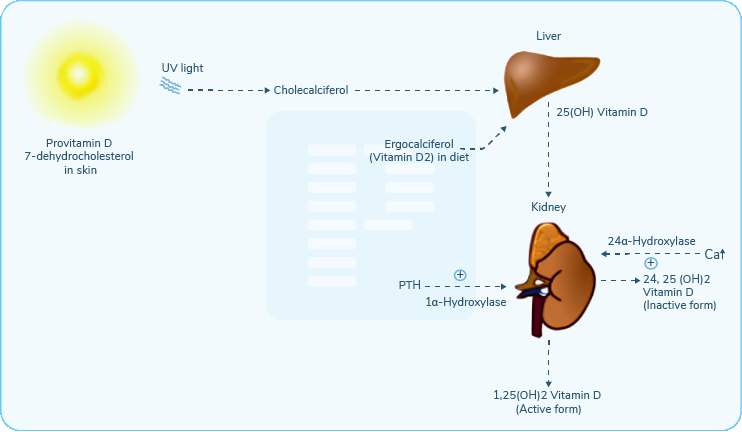 Liver
UV light
Cholecalciferol
25(OH) Vitamin D
Provitamin D
7-dehydrocholesterol
in skin
Ergocalciferol
(Vitamin D2) in diet
Kidney
24α-Hydroxylase
Ca↑
+
PTH
+
1α-Hydroxylase
24, 25 (OH)2
Vitamin D
(Inactive form)
1,25(OH)2 Vitamin D
(Active form)